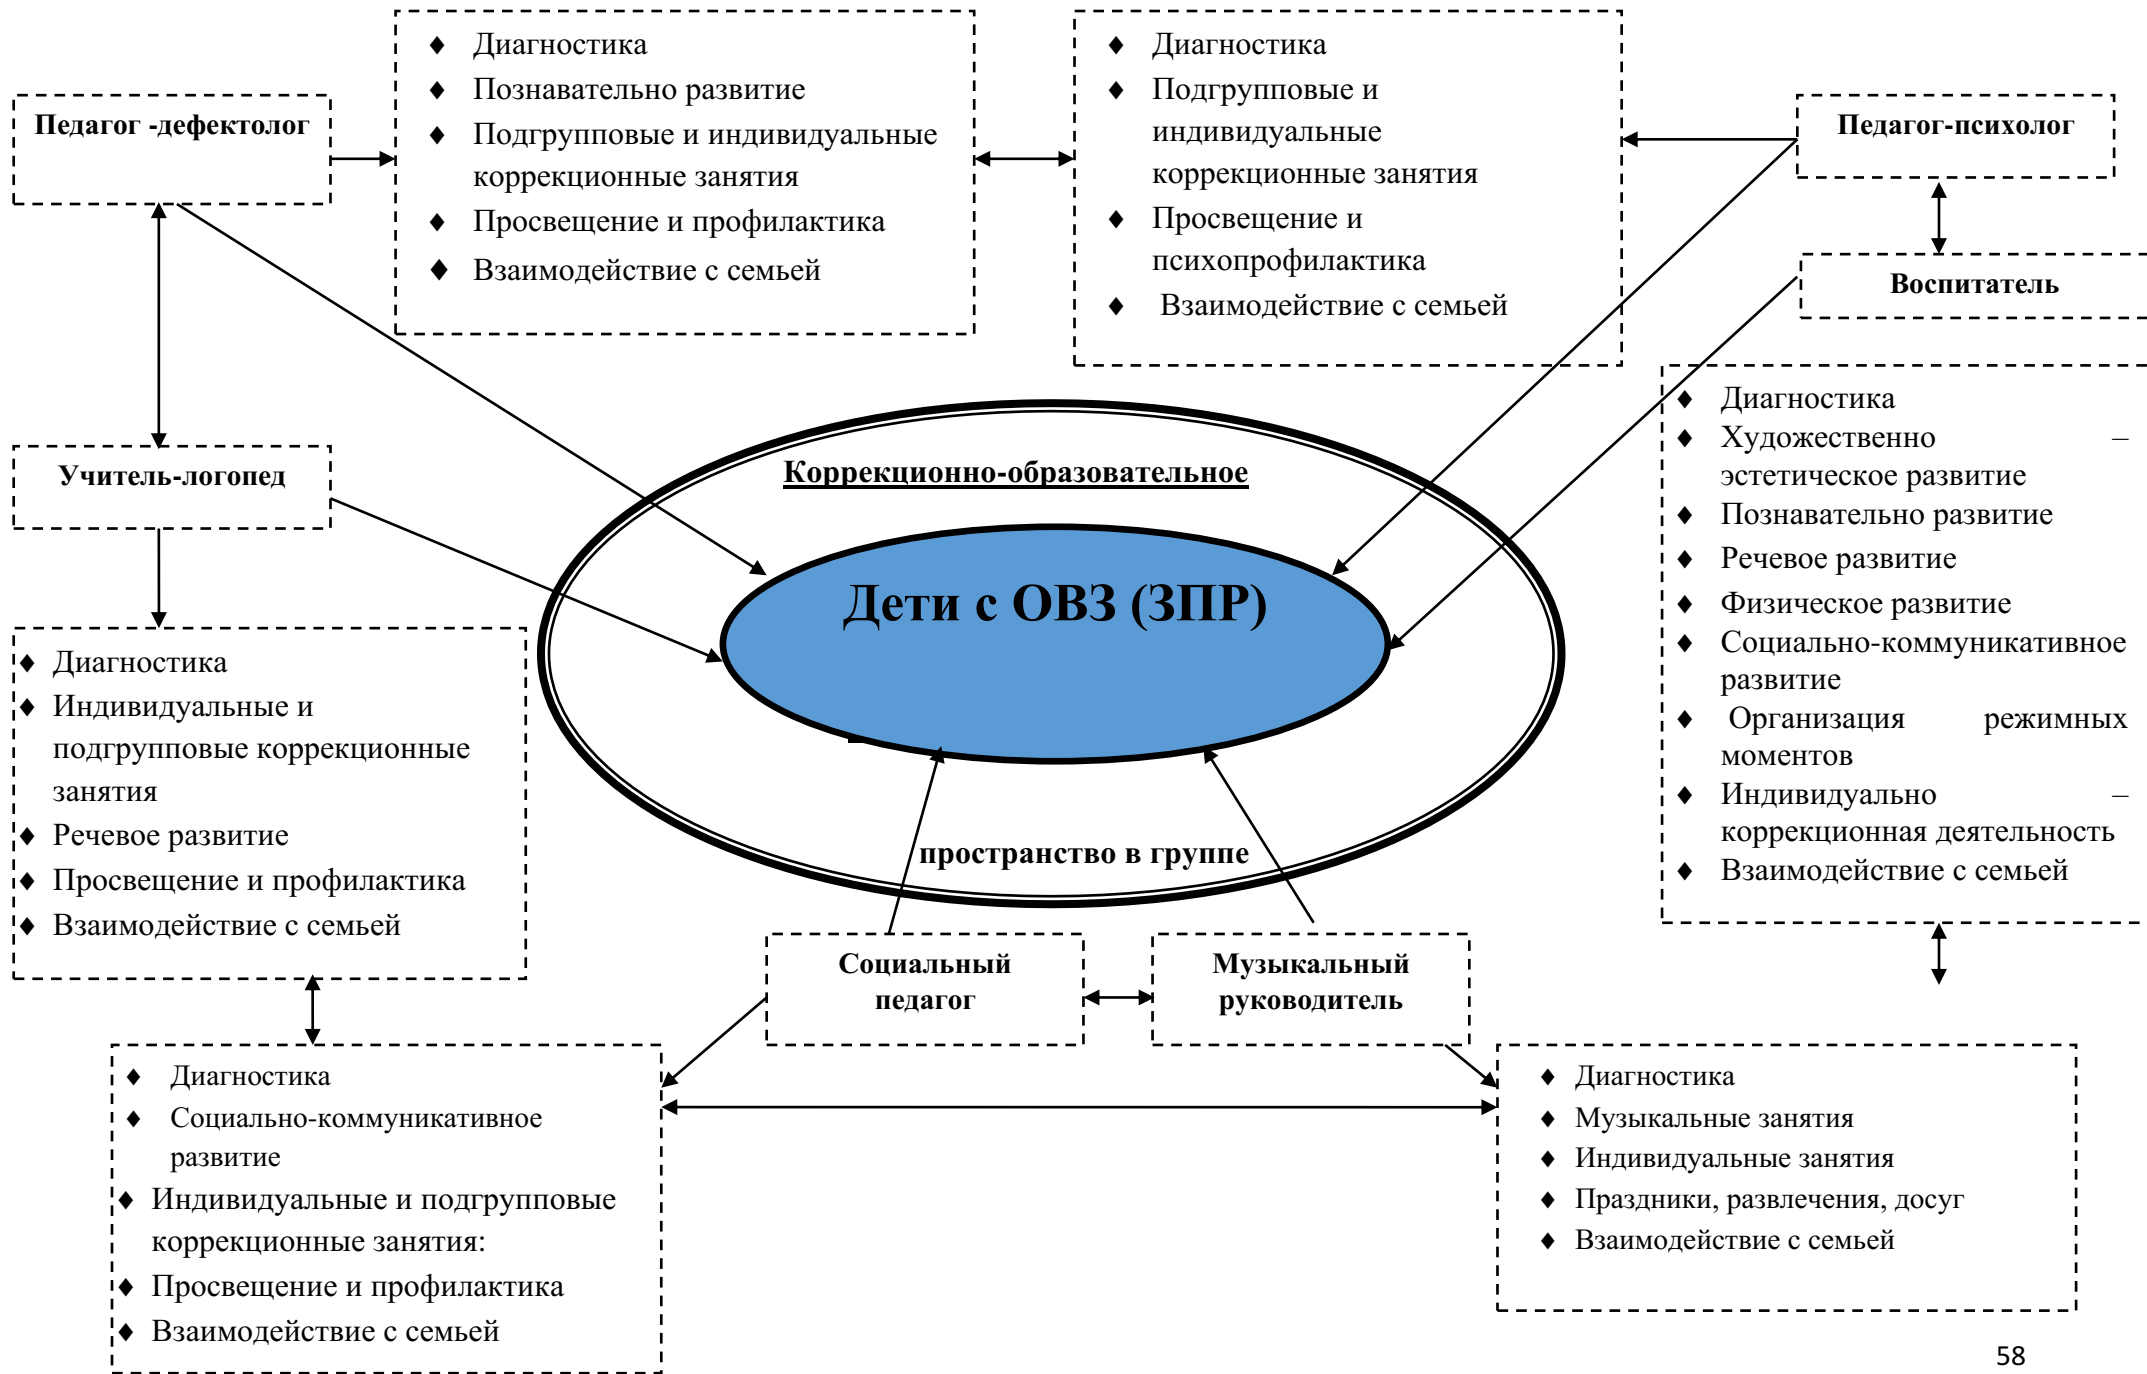 Педагог -дефектолог
♦ Диагностика
♦ Познавательно развитие
♦ Подгрупповые и индивидуальные
коррекционные занятия
♦ Просвещение и профилактика
♦ Взаимодействие с семьей
♦ Диагностика
♦ Подгрупповые и
индивидуальные
коррекционные занятия
♦ Просвещение и
психопрофилактика
♦ Взаимодействие с семьей
Педагог-психолог
Воспитатель
Учитель-логопед
Коррекционно-образовательное
Дети с ОВЗ (ЗПР)
пространство в группе
♦ Диагностика
♦ Художественно –
эстетическое развитие
♦ Познавательно развитие
♦ Речевое развитие
♦ Физическое развитие
♦ Социально-коммуникативное
развитие
♦ Организация режимных
моментов
♦ Индивидуально –
коррекционная деятельность
♦ Взаимодействие с семьей
♦ Диагностика
♦ Индивидуальные и
подгрупповые коррекционные
занятия
♦ Речевое развитие
♦ Просвещение и профилактика
♦ Взаимодействие с семьей
Социальный
педагог
Музыкальный
руководитель
♦ Диагностика
♦ Социально-коммуникативное
развитие
♦ Индивидуальные и подгрупповые
коррекционные занятия:
♦ Просвещение и профилактика
♦ Взаимодействие с семьей
♦ Диагностика
♦ Музыкальные занятия
♦ Индивидуальные занятия
♦ Праздники, развлечения, досуг
♦ Взаимодействие с семьей
58